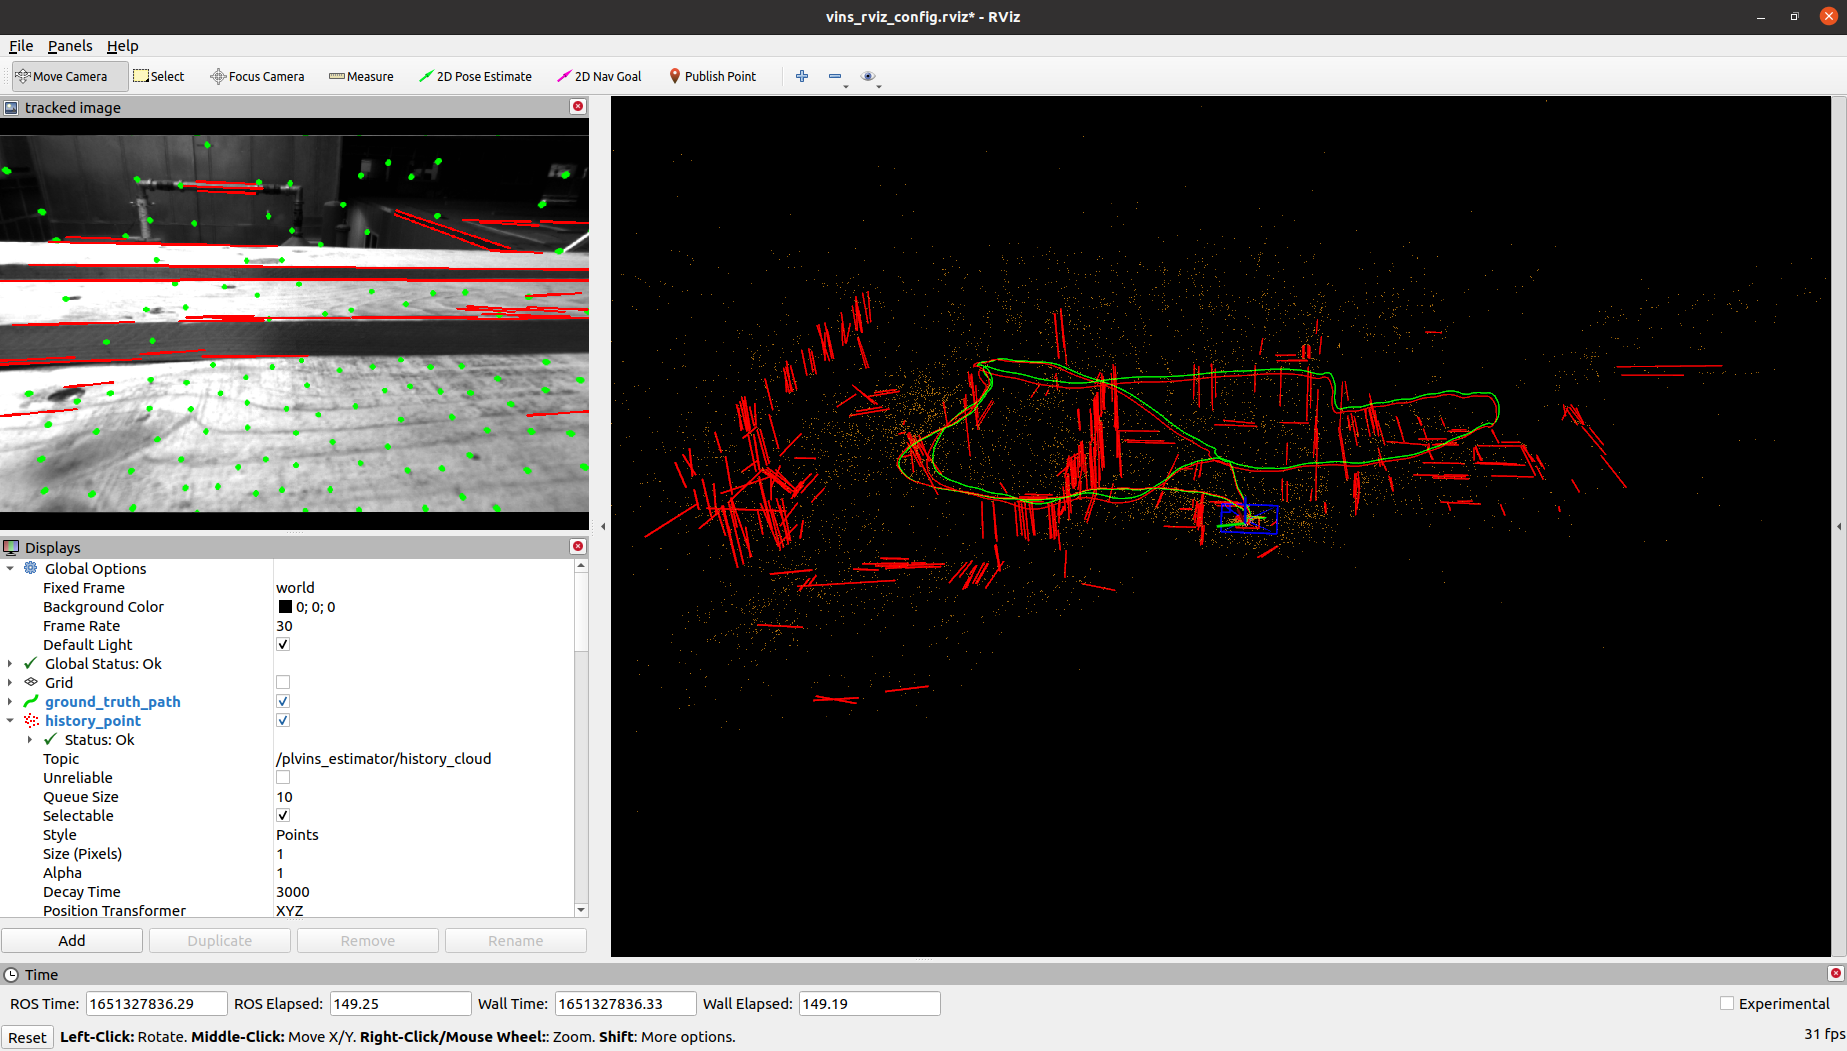 vins_rviz_config.rviz* - RViz
File Panels Help
Move Camera Select Focus Camera Measure 2D Pose Estimate 2D Nav Goal Publish Point
tracked image
Displays
Global Options
Fixed Frame world
Background Color 0; 0; 0
Frame Rate 30
Default Light
Global Status: Ok
Grid
ground_truth_path
history_point
Status: Ok
Topic /plvins_estimator/history_cloud
Unreliable
Queue Size 10
Selectable
Style Points
Size (Pixels) 1
Alpha 1
Decay Time 3000
Position Transformer XYZ
Add Duplicate Remove Rename
Time
ROS Time: 1651327836.29 ROS Elapsed: 149.25 Wall Time: 1651327836.33 Wall Elapsed: 149.19 Experimental
Reset Left-Click: Rotate. Middle-Click: Move X/Y. Right-Click/Mouse Wheel:: Zoom. Shift: More options. 31 fps